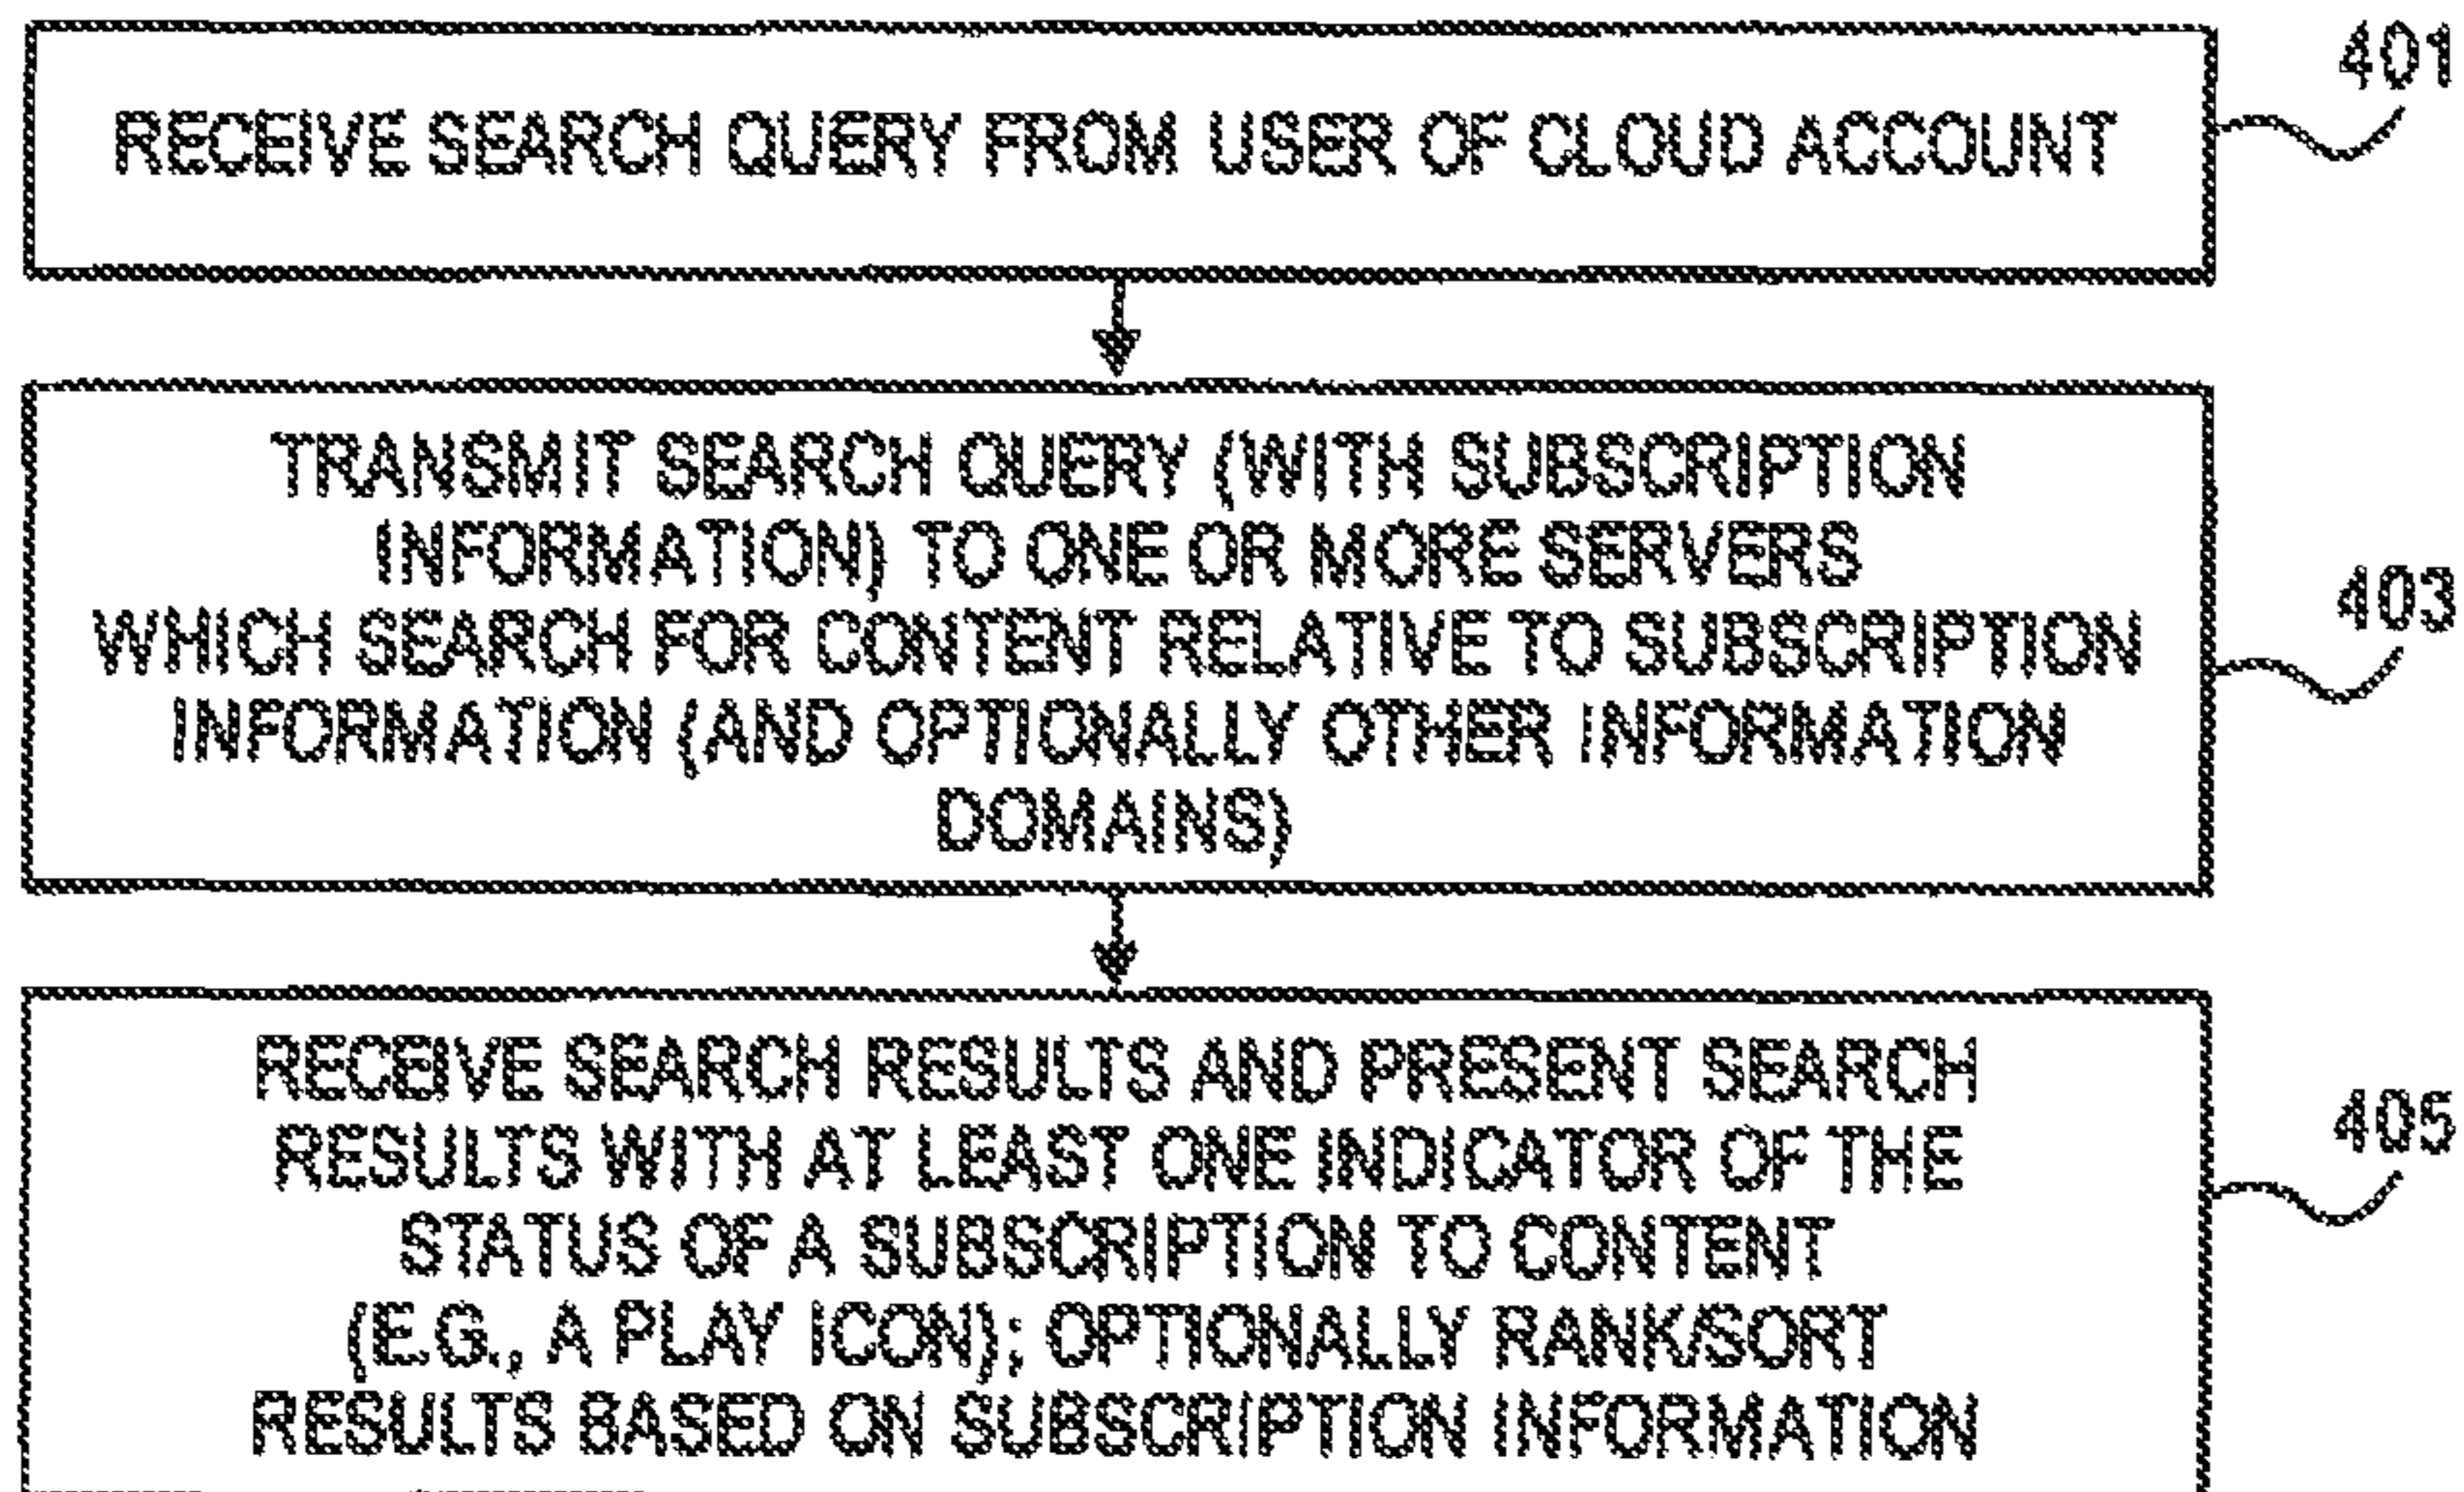 401
RECEIVE SEARCH QUERY FROM USER OF CLOUD ACCOUNT
TRANSMIT SEARCH QUERY (WITH SUBSCRIPTION
INFORMATION) TO ONE OR MORE SERVERS
WHICH SEARCH FOR CONTENT RELATIVE TO SUBSCRIPTION
INFORMATION (AND OPTIONALLY OTHER INFORMATION
DOMAINS)
403
RECEIVE SEARCH RESULTS AND PRESENT SEARCH
RESULTS WITH AT LEAST ONE INDICATOR OF THE
STATUS OF A SUBSCRIPTION TO CONTENT
(E.G., A PLAY ICON); OPTIONALLY RANK/SORT
RESULTS BASED ON SUBSCRIPTION INFORMATION
405